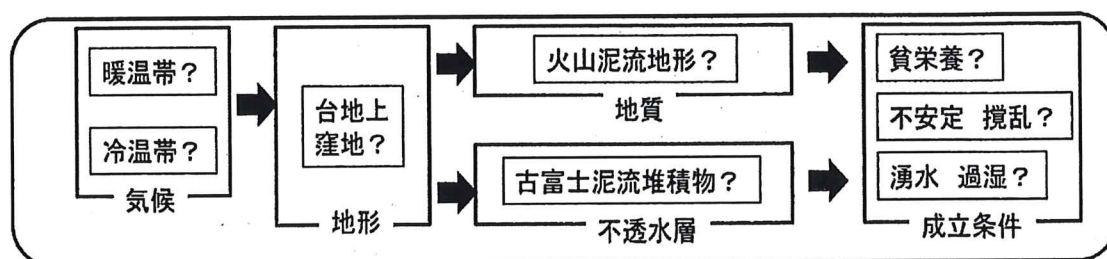 暖温帯?
冷温帯?
気候
台地上
窪地?
地形
火山泥流地形?
地質
古富士泥流堆積物?
不透水層
貧栄養?
不安定 撹乱?
湧水 過湿?
成立条件